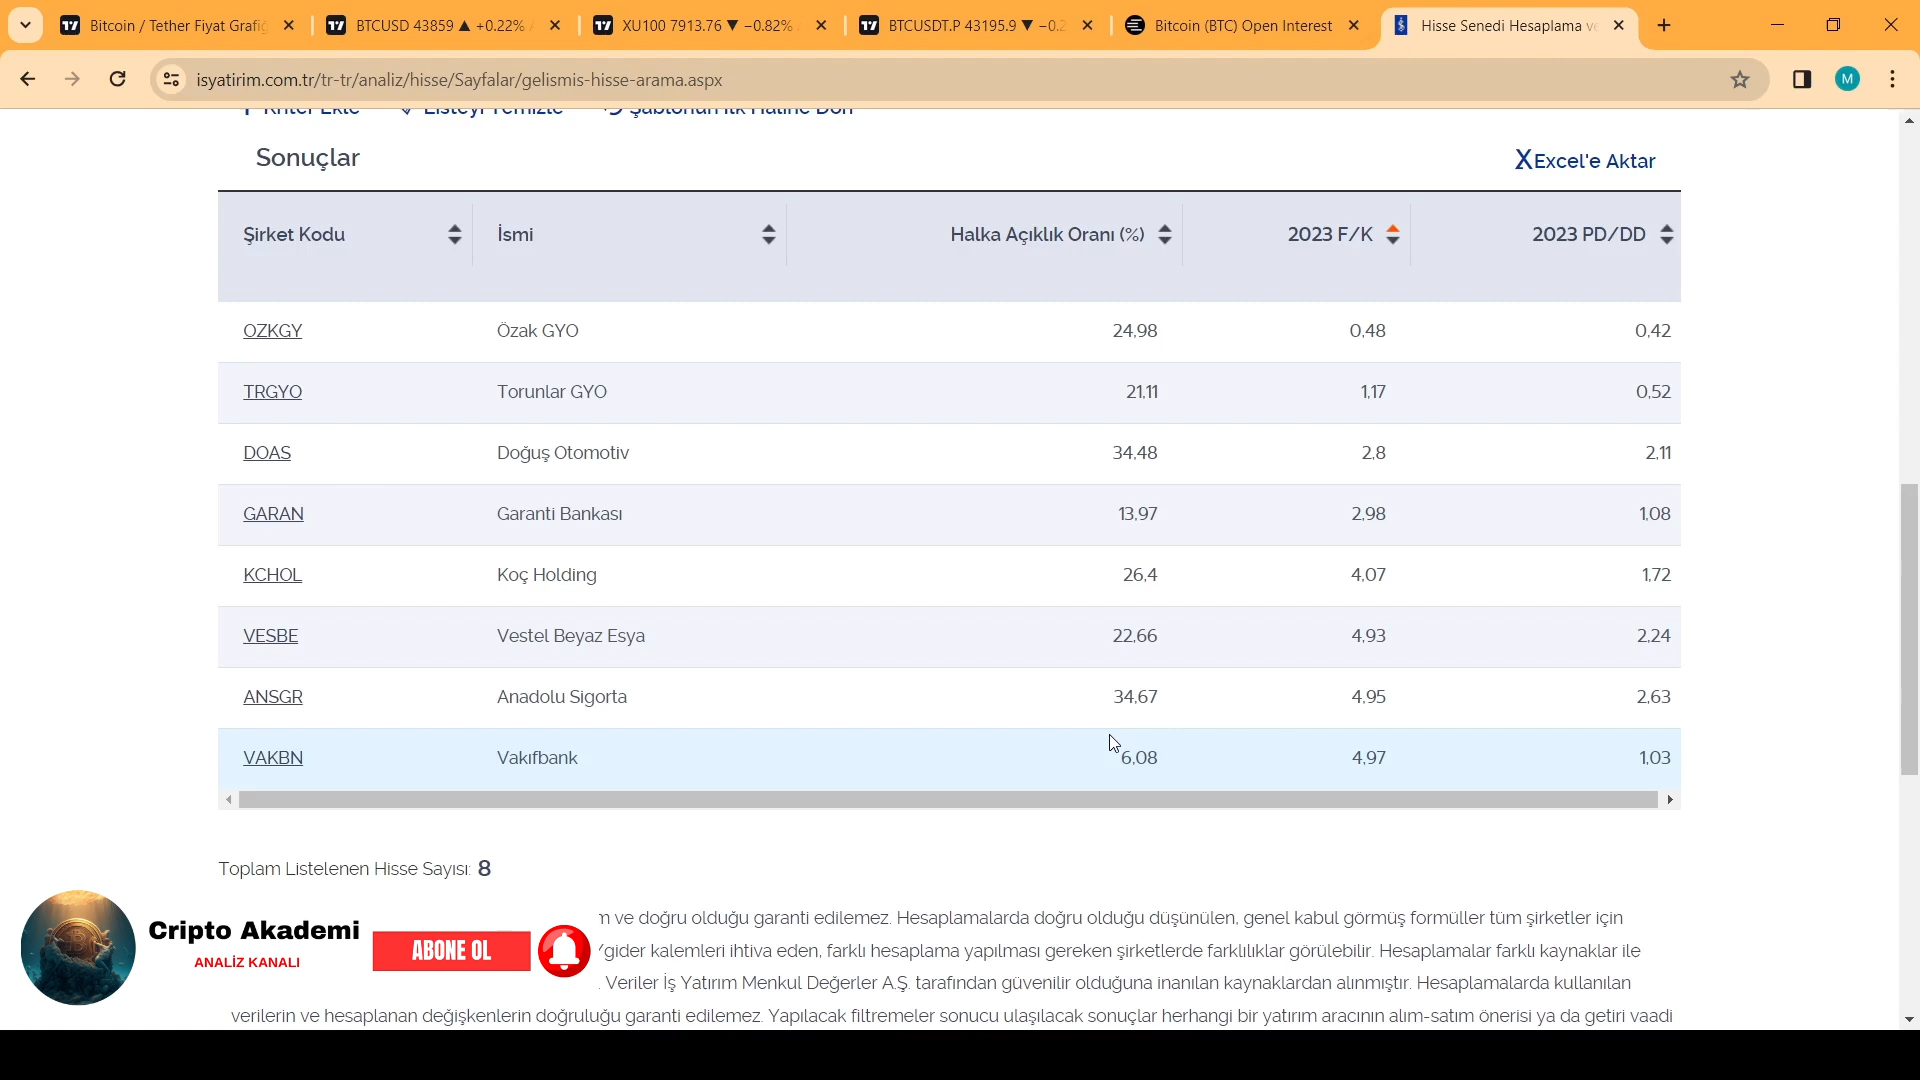 Bitcoin / Tether Fiyat Grafiğ
BTCUSD 43859 ▲ +0.22%
XU100 7913.76 ▼ −0.82%
BTCUSDT.P 43195.9 ▼ −0.2
Bitcoin (BTC) Open Interest
Hisse Senedi Hesaplama ve
isyatirim.com.tr/tr-tr/analiz/hisse/Sayfalar/gelismis-hisse-arama.aspx
M
Kriter Ekle Listeyi Temizle Şablonun İlk Haline Dön
Sonuçlar
Excel'e Aktar
Şirket Kodu İsmi Halka Açıklık Oranı (%) 2023 F/K 2023 PD/DD
OZKGY Özak GYO 24,98 0,48 0,42
TRGYO Torunlar GYO 21,11 1,17 0,52
DOAS Doğuş Otomotiv 34,48 2,8 2,11
GARAN Garanti Bankası 13,97 2,98 1,08
KCHOL Koç Holding 26,4 4,07 1,72
VESBE Vestel Beyaz Esya 22,66 4,93 2,24
ANSGR Anadolu Sigorta 34,67 4,95 2,63
VAKBN Vakıfbank 6,08 4,97 1,03
Toplam Listelenen Hisse Sayısı: 8
Cripto Akademi
ANALİZ KANALI
ABONE OL
m ve doğru olduğu garanti edilemez. Hesaplamalarda doğru olduğu düşünülen, genel kabul görmüş formüller tüm şirketler için
/gider kalemleri ihtiva eden, farklı hesaplama yapılması gereken şirketlerde farklılıklar görülebilir. Hesaplamalar farklı kaynaklar ile
. Veriler İş Yatırım Menkul Değerler A.Ş. tarafından güvenilir olduğuna inanılan kaynaklardan alınmıştır. Hesaplamalarda kullanılan
verilerin ve hesaplanan değişkenlerin doğruluğu garanti edilemez. Yapılacak filtremeler sonucu ulaşılacak sonuçlar herhangi bir yatırım aracının alım-satım önerisi ya da getiri vaadi